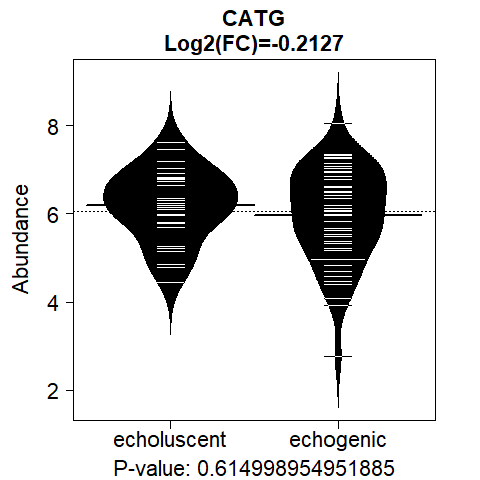 CATG
Log2(FC)=-0.2127
Abundance
8
6
4
2
echoluscent echogenic
P-value: 0.614998954951885